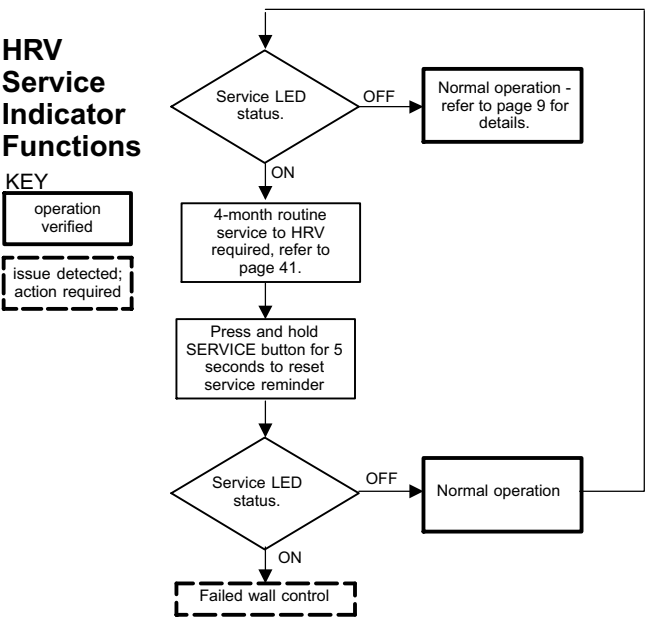 HRV
Service
Indicator
Functions
KEY
operation
verified
issue detected;
action required
Service LED
status.
OFF
Normal operation -
refer to page 9 for
details.
ON
4-month routine
service to HRV
required, refer to
page 41.
Press and hold
SERVICE button for 5
seconds to reset
service reminder
Service LED
status.
OFF
Normal operation
ON
Failed wall control